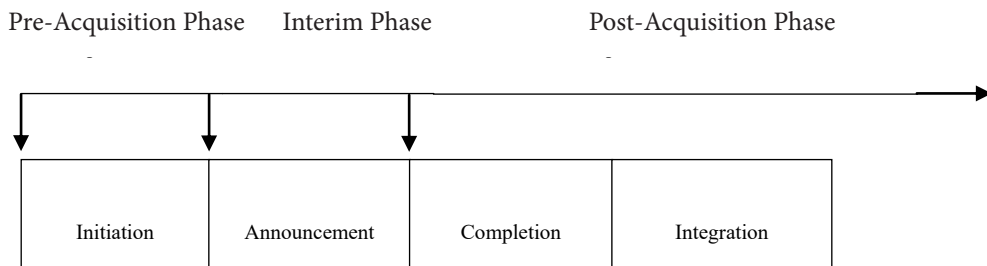 Pre-Acquisition Phase Interim Phase Post-Acquisition Phase
Initiation Announcement Completion Integration